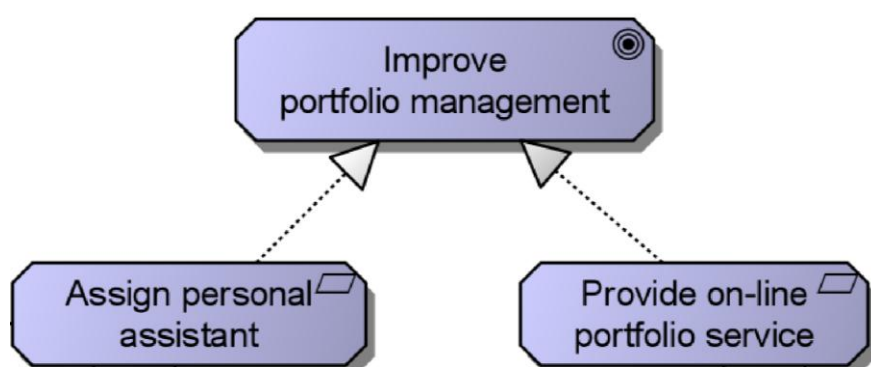 Improve
portfolio management
Assign personal
assistant
Provide on-line
portfolio service